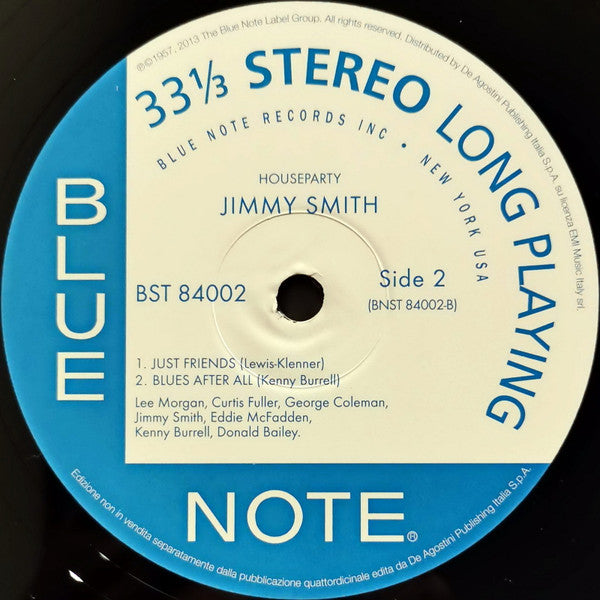 ℗©1957, 2013 The Blue Note Label Group. All rights reserved. Distributed by De Agostini Publishing Italia S.p.A. su licenza EMI Music Italy srl.
33⅓ STEREO LONG PLAYING
BLUE NOTE RECORDS INC • NEW YORK USA
HOUSEPARTY
JIMMY SMITH
BST 84002
Side 2
(BNST 84002-B)
1. JUST FRIENDS (Lewis-Klenner)
2. BLUES AFTER ALL (Kenny Burrell)
Lee Morgan, Curtis Fuller, George Coleman,
Jimmy Smith, Eddie McFadden,
Kenny Burrell, Donald Bailey.
BLUE
NOTE®
Edizione non in vendita separatamente dalla pubblicazione quattordicinale edita da De Agostini Publishing Italia S.p.A.